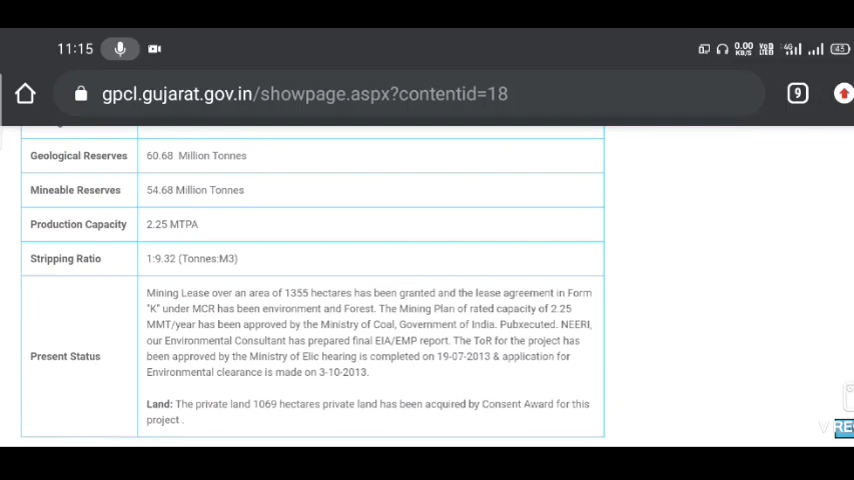 11:15
0.00 KB/S
VoD LTED
4G
43
gpcl.gujarat.gov.in/showpage.aspx?contentid=18
9
Geological Reserves 60.68 Million Tonnes
Mineable Reserves 54.68 Million Tonnes
Production Capacity 2.25 MTPA
Stripping Ratio 1:9.32 (Tonnes:M3)
Present Status
Mining Lease over an area of 1355 hectares has been granted and the lease agreement in Form
"K" under MCR has been environment and Forest. The Mining Plan of rated capacity of 2.25
MMT/year has been approved by the Ministry of Coal, Government of India. Pubxecuted. NEERI,
our Environmental Consultant has prepared final EIA/EMP report. The ToR for the project has
been approved by the Ministry of Elic hearing is completed on 19-07-2013 & application for
Environmental clearance is made on 3-10-2013.
Land: The private land 1069 hectares private land has been acquired by Consent Award for this
project .